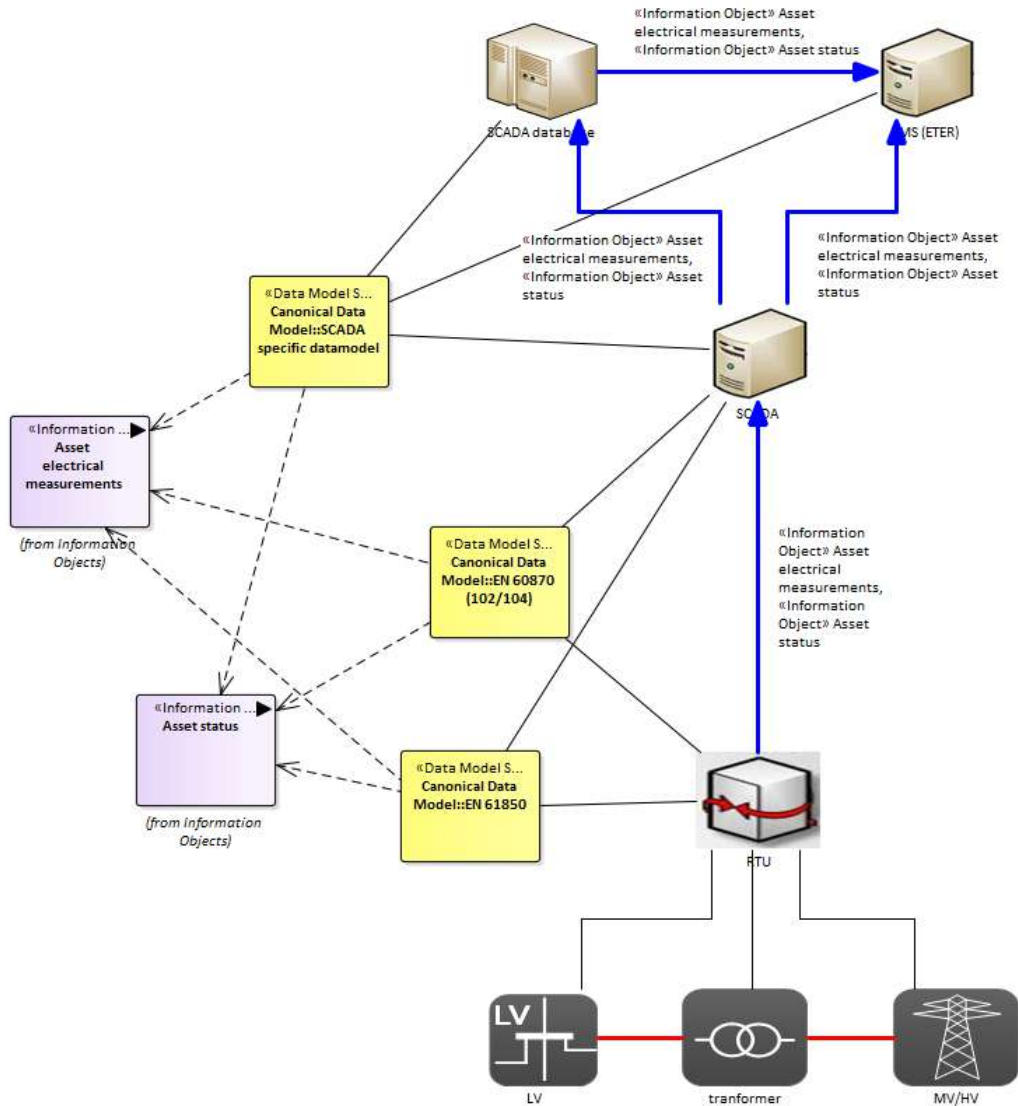 «Information Object» Asset
electrical measurements,
«Information Object» Asset status
SCADA database
MS (ETER)
«Information Object» Asset
electrical measurements,
«Information Object» Asset
status
«Information Object» Asset
electrical measurements,
«Information Object» Asset
status
«Data Model S...
Canonical Data
Model::SCADA
specific datamodel
SCADA
«Information ...
Asset
electrical
measurements
(from Information
Objects)
«Data Model S...
Canonical Data
Model::EN 60870
(102/104)
«Information
Object» Asset
electrical
measurements,
«Information
Object» Asset
status
«Information ...
Asset status
(from Information
Objects)
«Data Model S...
Canonical Data
Model::EN 61850
RTU
LV
LV
tranformer
MV/HV